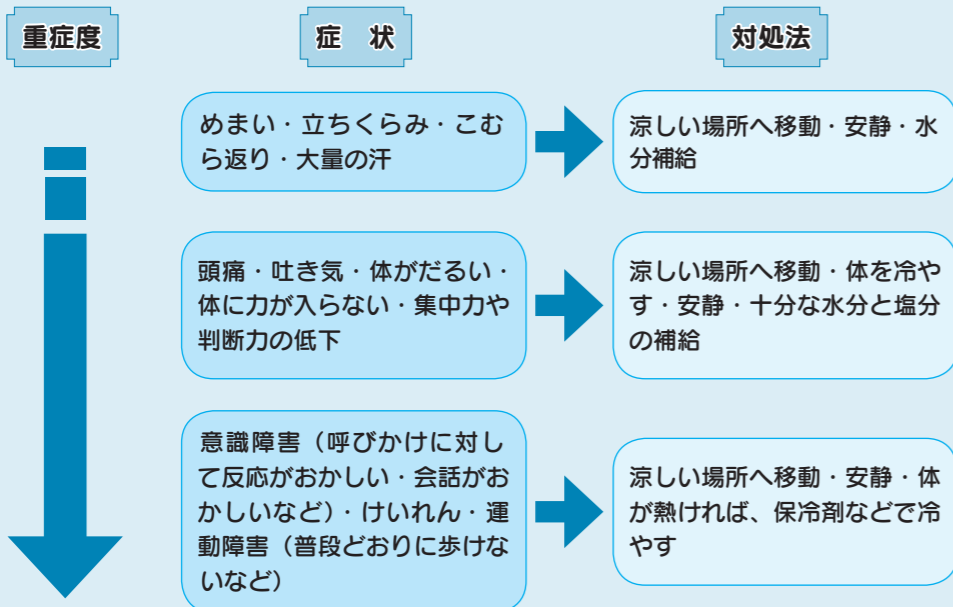 重症度
症　状
対処法
めまい・立ちくらみ・こむ
ら返り・大量の汗
涼しい場所へ移動・安静・水
分補給
頭痛・吐き気・体がだるい・
体に力が入らない・集中力や
判断力の低下
涼しい場所へ移動・体を冷や
す・安静・十分な水分と塩分
の補給
意識障害（呼びかけに対し
て反応がおかしい・会話がお
かしいなど）・けいれん・運
動障害（普段どおりに歩けな
いなど）
涼しい場所へ移動・安静・体
が熱ければ、保冷剤などで冷
やす